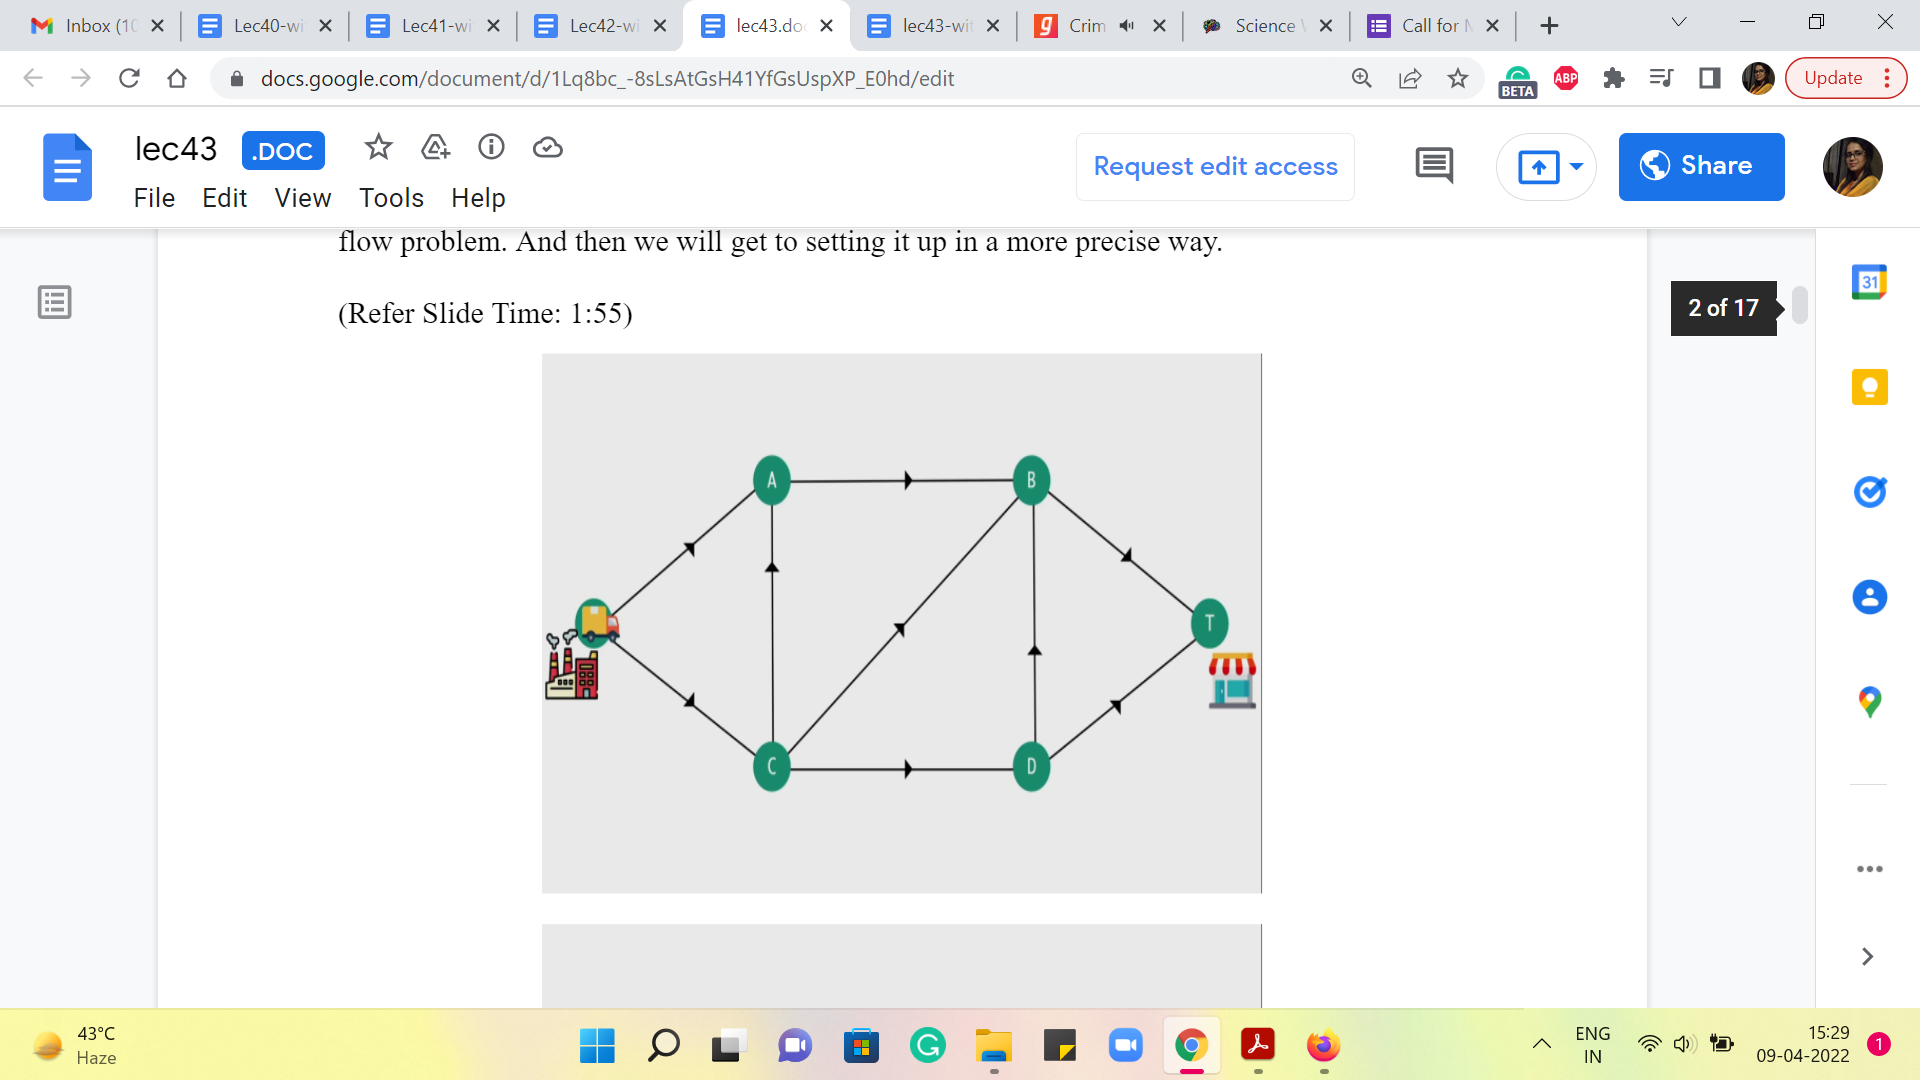 Inbox (10
Lec40-wi
Lec41-wi
Lec42-wi
lec43.doc
lec43-wit
Crim
Science
Call for
docs.google.com/document/d/1Lq8bc_-8sLsAtGsH41YfGsUspXP_E0hd/edit
BETA
ABP
Update
lec43
.DOC
File
Edit
View
Tools
Help
Request edit access
Share
flow problem. And then we will get to setting it up in a more precise way.
(Refer Slide Time: 1:55)
2 of 17
31
A
B
T
C
D
43°C
Haze
ENG
IN
15:29
09-04-2022
1